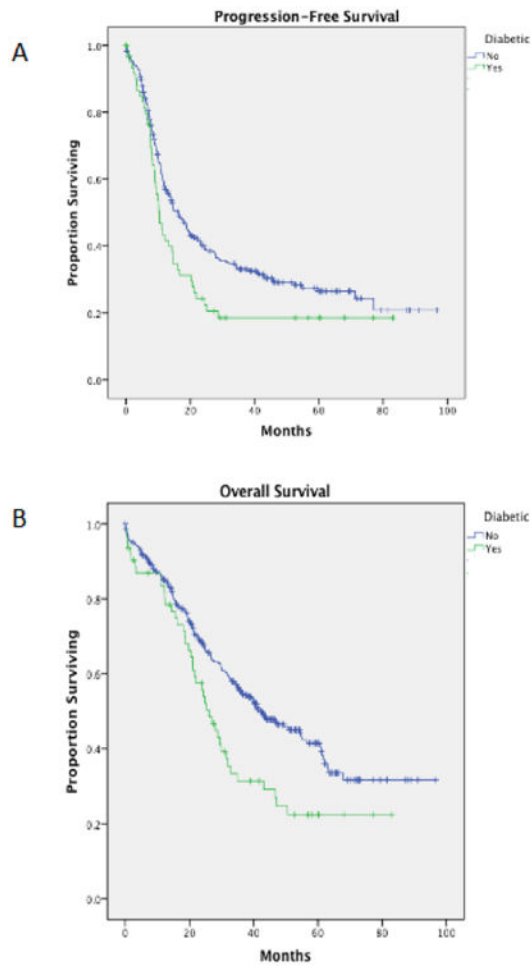 A
Progression-Free Survival
Diabetic
No
Yes
Proportion Surviving
1.0
0.8
0.6
0.4
0.2
0.0
0 20 40 60 80 100
Months
B
Overall Survival
Diabetic
No
Yes
Proportion Surviving
1.0
0.8
0.6
0.4
0.2
0.0
0 20 40 60 80 100
Months